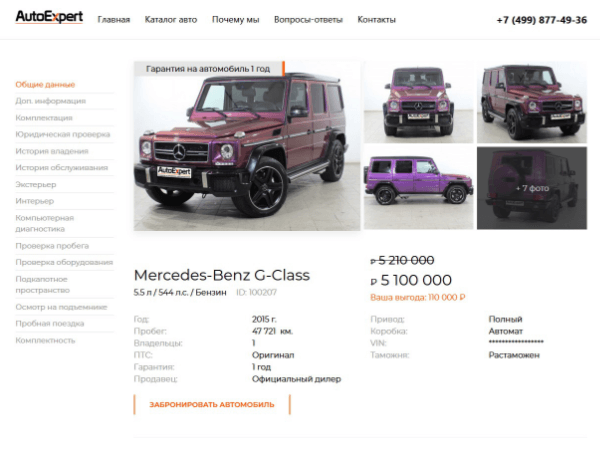 AutoExpert
Главная Каталог авто Почему мы Вопросы-ответы Контакты
+7 (499) 877-49-36
Общие данные
Доп. информация
Комплектация
Юридическая проверка
История владения
История обслуживания
Экстерьер
Интерьер
Компьютерная
диагностика
Проверка пробега
Проверка оборудования
Подкапотное
пространство
Осмотр на подъемнике
Пробная поездка
Комплектность
Гарантия на автомобиль 1 год
AutoExpert
AutoExpert
+ 7 фото
Mercedes-Benz G-Class
5.5 л / 544 л.с. / Бензин ID: 100207
₽ 5 210 000
₽ 5 100 000
Ваша выгода: 110 000 ₽
Год: 2015 г.
Пробег: 47 721 км.
Владельцы: 1
ПТС: Оригинал
Гарантия: 1 год
Продавец: Официальный дилер
Привод: Полный
Коробка: Автомат
VIN: *****************
Таможня: Растаможен
ЗАБРОНИРОВАТЬ АВТОМОБИЛЬ